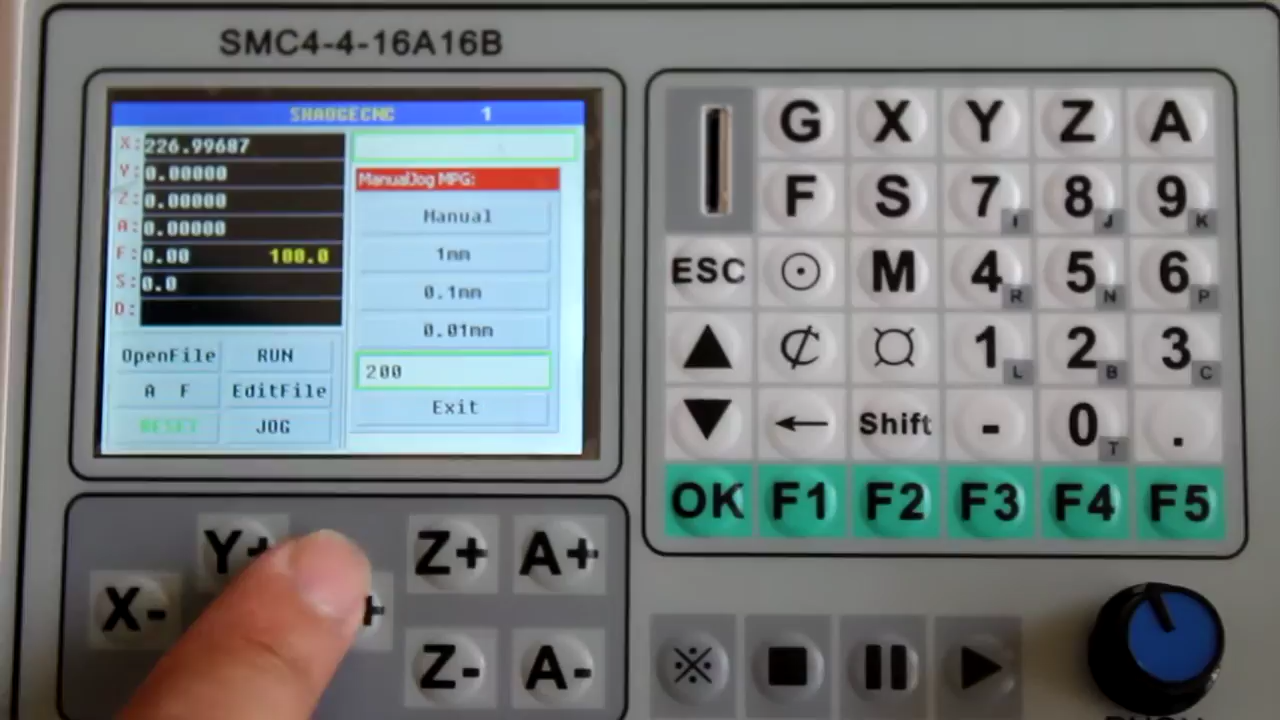 SMC4-4-16A16B
1
X: 226.99687
Y: 0.00000
Z: 0.00000
A: 0.00000
F: 0.00 100.0
S: 0.0
D:
OpenFile RUN
A F EditFile
RESET JOG
ManualJog MPG:
Manual
1mm
0.1mm
0.01mm
200
Exit
G X Y Z A
F S 7 I 8 J 9 K
ESC M 4 R 5 N 6 P
1 L 2 B 3 C
Shift - 0 T .
OK F1 F2 F3 F4 F5
Y+ Z+ A+
X- +
Z- A-